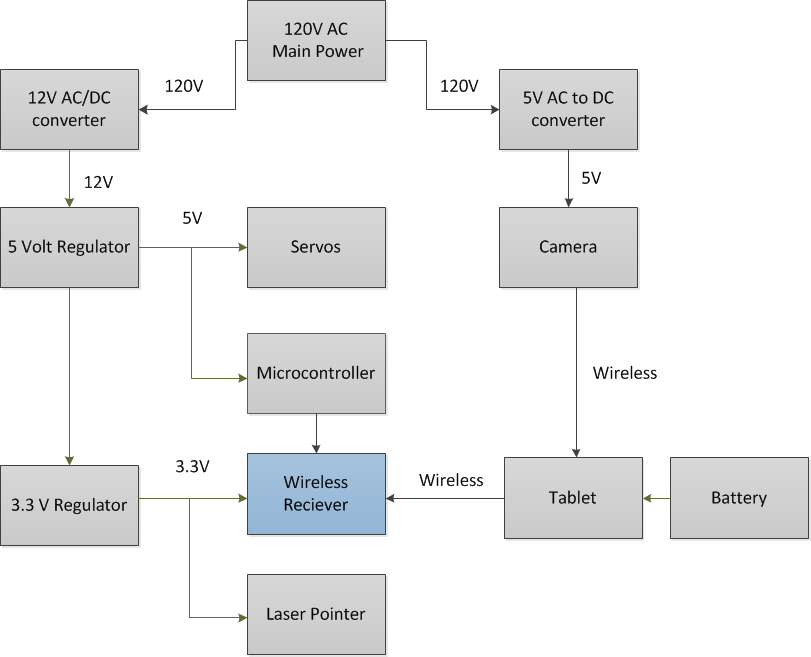 120V AC
Main Power
12V AC/DC
converter
120V
120V
5V AC to DC
converter
12V
5V
5 Volt Regulator
5V
Servos
Camera
Microcontroller
Wireless
3.3 V Regulator
3.3V
Wireless
Reciever
Wireless
Tablet
Battery
Laser Pointer